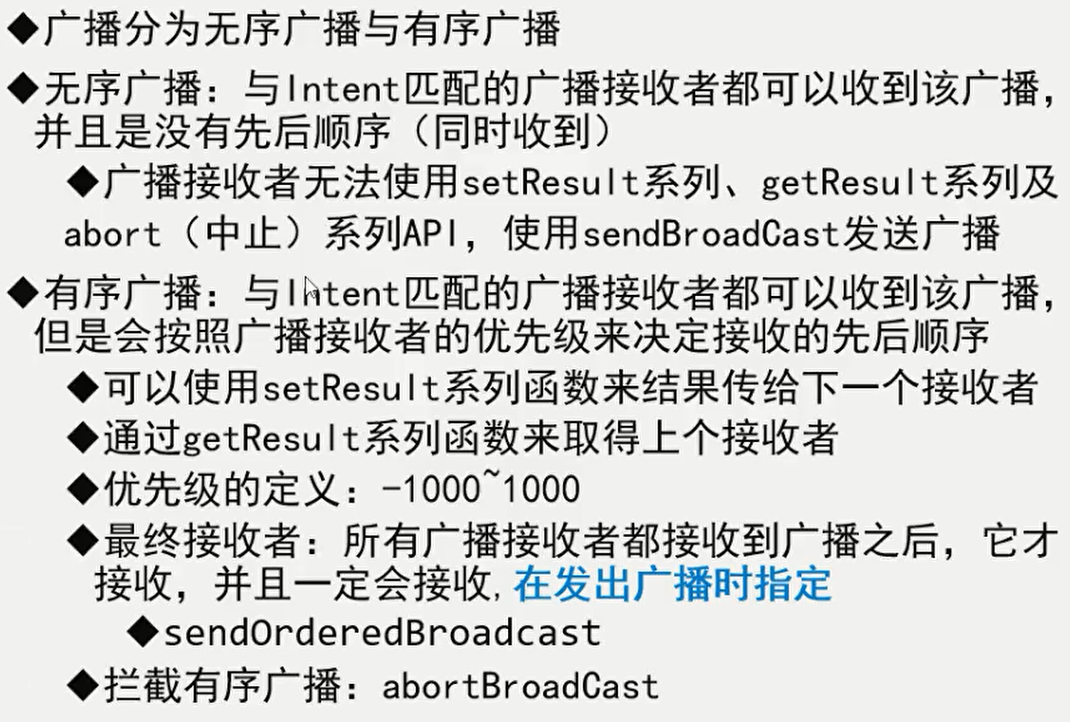 ◆广播分为无序广播与有序广播
◆无序广播：与Intent匹配的广播接收者都可以收到该广播，
并且是没有先后顺序（同时收到）
◆广播接收者无法使用setResult系列、getResult系列及
abort（中止）系列API，使用sendBroadCast发送广播
◆有序广播：与Intent匹配的广播接收者都可以收到该广播，
但是会按照广播接收者的优先级来决定接收的先后顺序
◆可以使用setResult系列函数来结果传给下一个接收者
◆通过getResult系列函数来取得上个接收者
◆优先级的定义：-1000~1000
◆最终接收者：所有广播接收者都接收到广播之后，它才
接收，并且一定会接收,在发出广播时指定
◆sendOrderedBroadcast
◆拦截有序广播：abortBroadCast